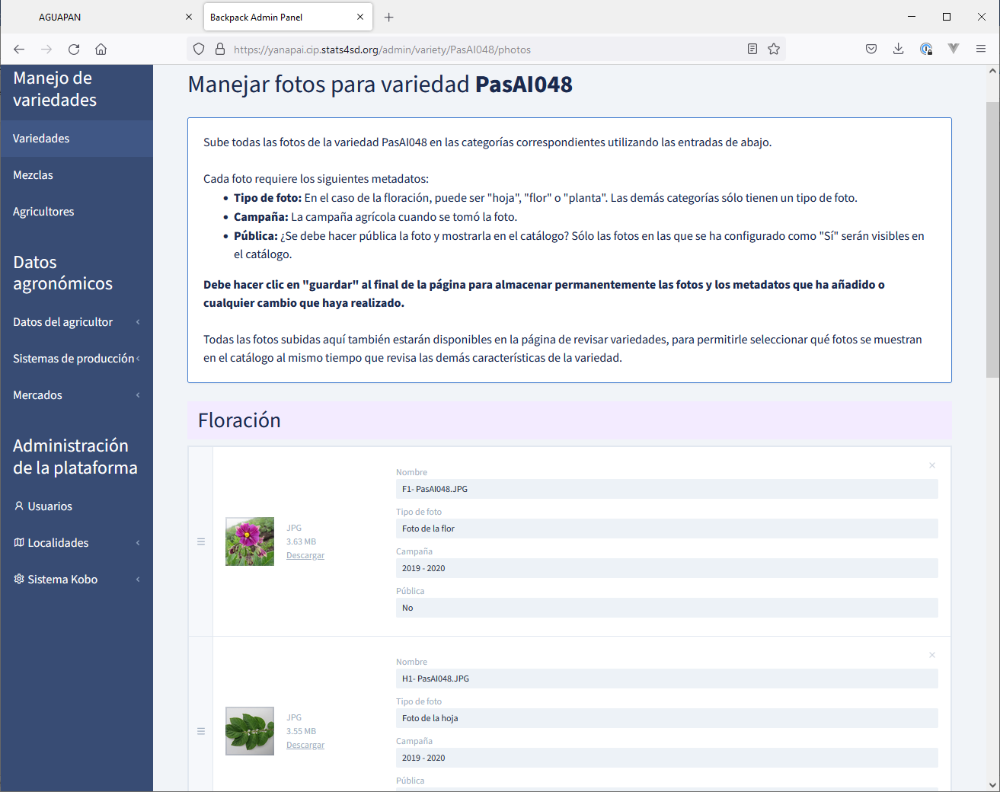 AGUAPAN
Backpack Admin Panel
https://yanapai.cip.stats4sd.org/admin/variety/PasAI048/photos
Manejo de
variedades
Variedades
Mezclas
Agricultores
Datos
agronómicos
Datos del agricultor
Sistemas de producción
Mercados
Administración
de la plataforma
Usuarios
Localidades
Sistema Kobo
Manejar fotos para variedad PasAI048
Sube todas las fotos de la variedad PasAI048 en las categorías correspondientes utilizando las entradas de abajo.
Cada foto requiere los siguientes metadatos:
• Tipo de foto: En el caso de la floración, puede ser "hoja", "flor" o "planta". Las demás categorías sólo tienen un tipo de foto.
• Campaña: La campaña agrícola cuando se tomó la foto.
• Pública: ¿Se debe hacer pública la foto y mostrarla en el catálogo? Sólo las fotos en las que se ha configurado como "Sí" serán visibles en
el catálogo.
Debe hacer clic en "guardar" al final de la página para almacenar permanentemente las fotos y los metadatos que ha añadido o
cualquier cambio que haya realizado.
Todas las fotos subidas aquí también estarán disponibles en la página de revisar variedades, para permitirle seleccionar qué fotos se muestran
en el catálogo al mismo tiempo que revisa las demás características de la variedad.
Floración
JPG
3.63 MB
Descargar
Nombre
F1- PasAI048.JPG
Tipo de foto
Foto de la flor
Campaña
2019 - 2020
Pública
No
JPG
3.55 MB
Descargar
Nombre
H1- PasAI048.JPG
Tipo de foto
Foto de la hoja
Campaña
2019 - 2020
Pública